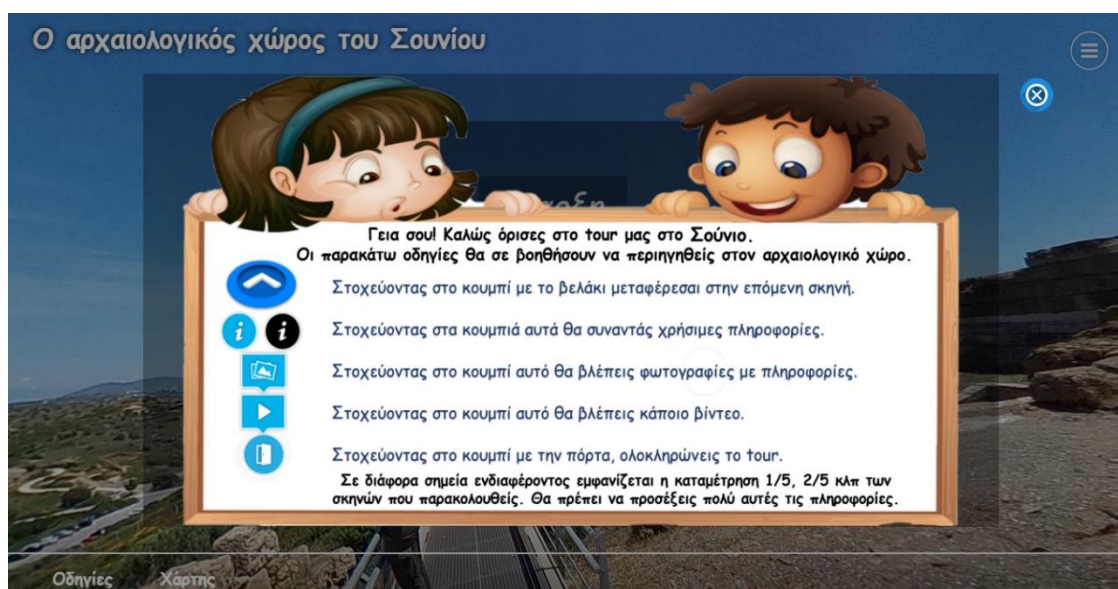 Ο αρχαιολογικός χώρος του Σουνίου
Γεια σου! Καλώς όρισες στο tour μας στο Σούνιο.
Οι παρακάτω οδηγίες θα σε βοηθήσουν να περιηγηθείς στον αρχαιολογικό χώρο.
Στοχεύοντας στο κουμπί με το βελάκι μεταφέρεσαι στην επόμενη σκηνή.
i i Στοχεύοντας στα κουμπιά αυτά θα συναντάς χρήσιμες πληροφορίες.
Στοχεύοντας στο κουμπί αυτό θα βλέπεις φωτογραφίες με πληροφορίες.
Στοχεύοντας στο κουμπί αυτό θα βλέπεις κάποιο βίντεο.
Στοχεύοντας στο κουμπί με την πόρτα, ολοκληρώνεις το tour.
Σε διάφορα σημεία ενδιαφέροντος εμφανίζεται η καταμέτρηση 1/5, 2/5 κλπ των
σκηνών που παρακολουθείς. Θα πρέπει να προσέξεις πολύ αυτές τις πληροφορίες.
Οδηγίες Χάρτης